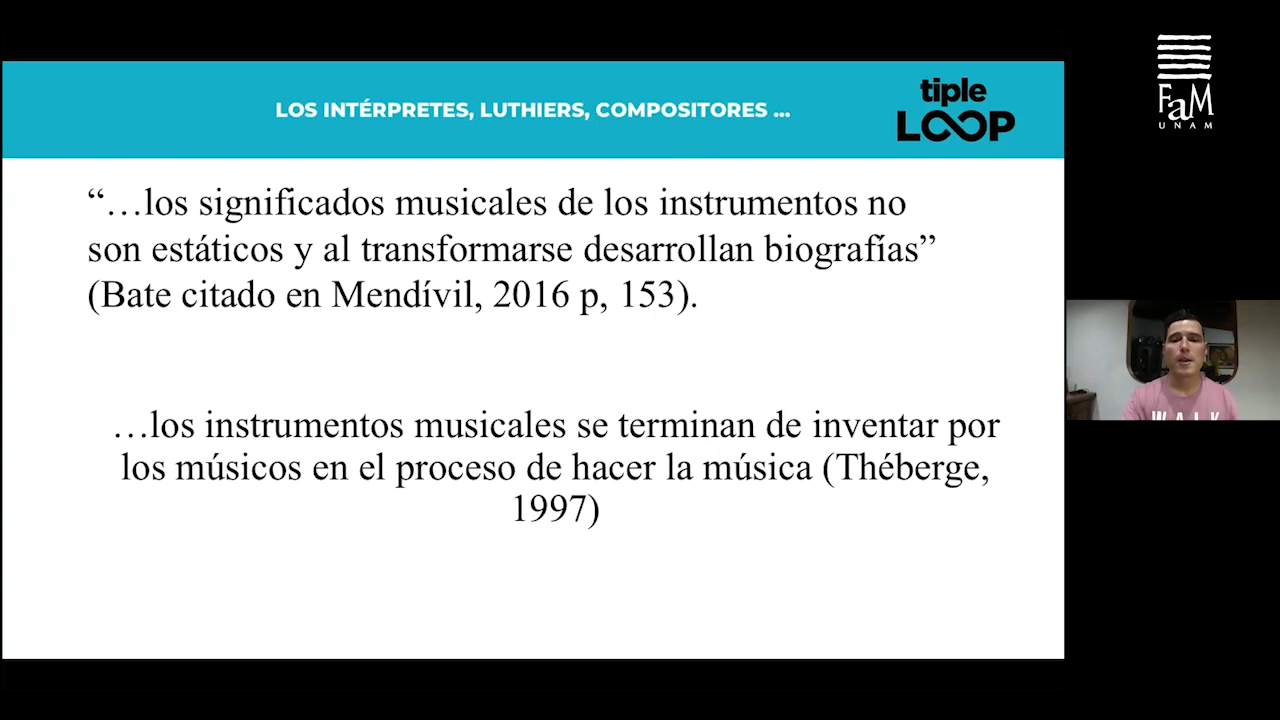 LOS INTÉRPRETES, LUTHIERS, COMPOSITORES ...
tiple
LOOP
“…los significados musicales de los instrumentos no
son estáticos y al transformarse desarrollan biografías”
(Bate citado en Mendívil, 2016 p, 153).
…los instrumentos musicales se terminan de inventar por
los músicos en el proceso de hacer la música (Théberge,
1997)
FaM
UNAM
WALK